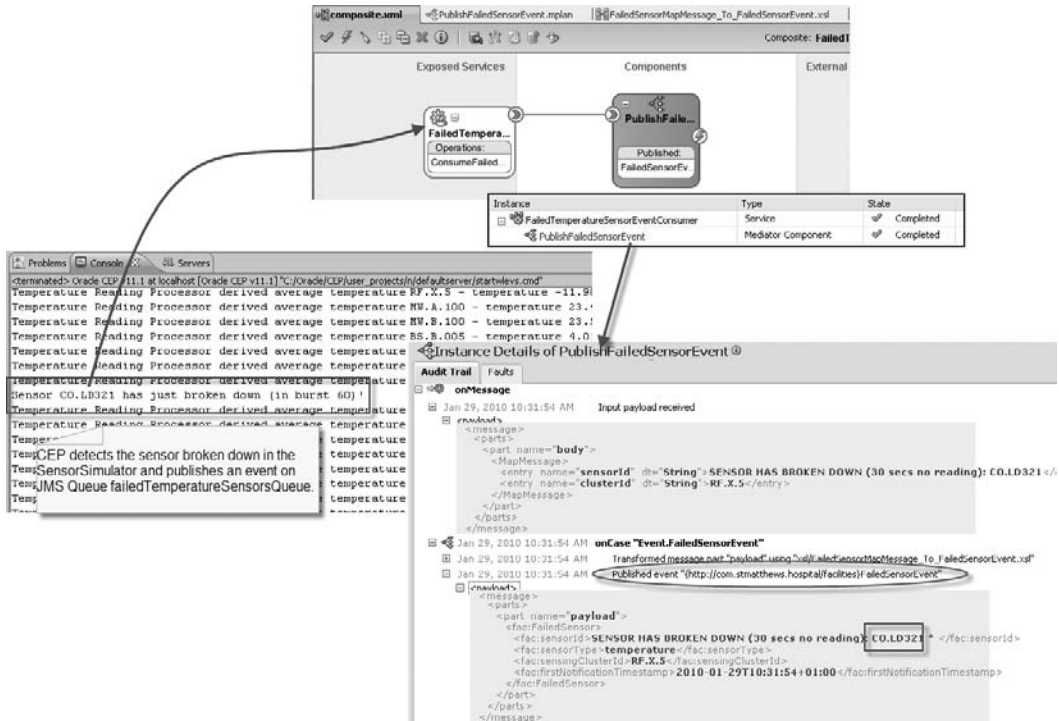 composite.xml
PublishFailedSensorEvent.mplan
FailedSensorMapMessage_To_FailedSensorEvent.xsl
Composite: FailedT
Exposed Services
Components
External
FailedTempera...
Operations:
ConsumeFailed
PublishFaile...
Published:
FailedSensorEv
Instance Type State
FailedTemperatureSensorEventConsumer Service Completed
PublishFailedSensorEvent Mediator Component Completed
Problems Console Servers
<terminated> Oracle CEP v11.1 at localhost [Oracle CEP v11.1] "C:/Oracle/CEP/user_projects/
Temperature Reading Processor derived average temperature RF.X.5 - temperature -11.98
Temperature Reading Processor derived average temperature MW.A.100 - temperature 23.
Temperature Reading Processor derived average temperature MW.B.100 - temperature 23.
Temperature Reading Processor derived average temperature BS.B.005 - temperature 4.0
Temperature Reading Processor derived average temperature
Temperature Reading Processor derived average temperature
Temperature Reading Processor derived average temperature
Sensor CO.LD321 has just broken down (in burst 60)!
Temperature Reading Processor derived average temperature
Temperature Reading Processor derived average temperature
CEP detects the sensor broken down in the
SensorSimulator and publishes an event on
JMS Queue failedTemperatureSensorsQueue.
Instance Details of PublishFailedSensorEvent
Audit Trail Faults
onMessage
Jan 29, 2010 10:31:54 AM Input payload received
<payload>
<message>
<parts>
<part name="body">
<MapMessage>
<entry name="sensorId" dt="String">SENSOR HAS BROKEN DOWN (30 secs no reading): CO.LD321</
<entry name="clusterId" dt="String">RF.X.5</entry>
</MapMessage>
</part>
</parts>
</message>
Jan 29, 2010 10:31:54 AM onCase "Event.FailedSensorEvent"
Jan 29, 2010 10:31:54 AM Transformed message part "payload" using "xsl/FailedSensorMapMessage_To_FailedSensorEvent.xsl"
Jan 29, 2010 10:31:54 AM Published event "{http://com.stmatthews.hospital/facilities}FailedSensorEvent"
<payload>
<message>
<parts>
<part name="payload">
<fac:FailedSensor>
<fac:sensorId>SENSOR HAS BROKEN DOWN (30 secs no reading): CO.LD321 * </fac:sensorId>
<fac:sensorType>temperature</fac:sensorType>
<fac:sensingClusterId>RF.X.5</fac:sensingClusterId>
<fac:firstNotificationTimestamp>2010-01-29T10:31:54+01:00</fac:firstNotificationTimestamp>
</fac:FailedSensor>
</part>
</parts>
</message>